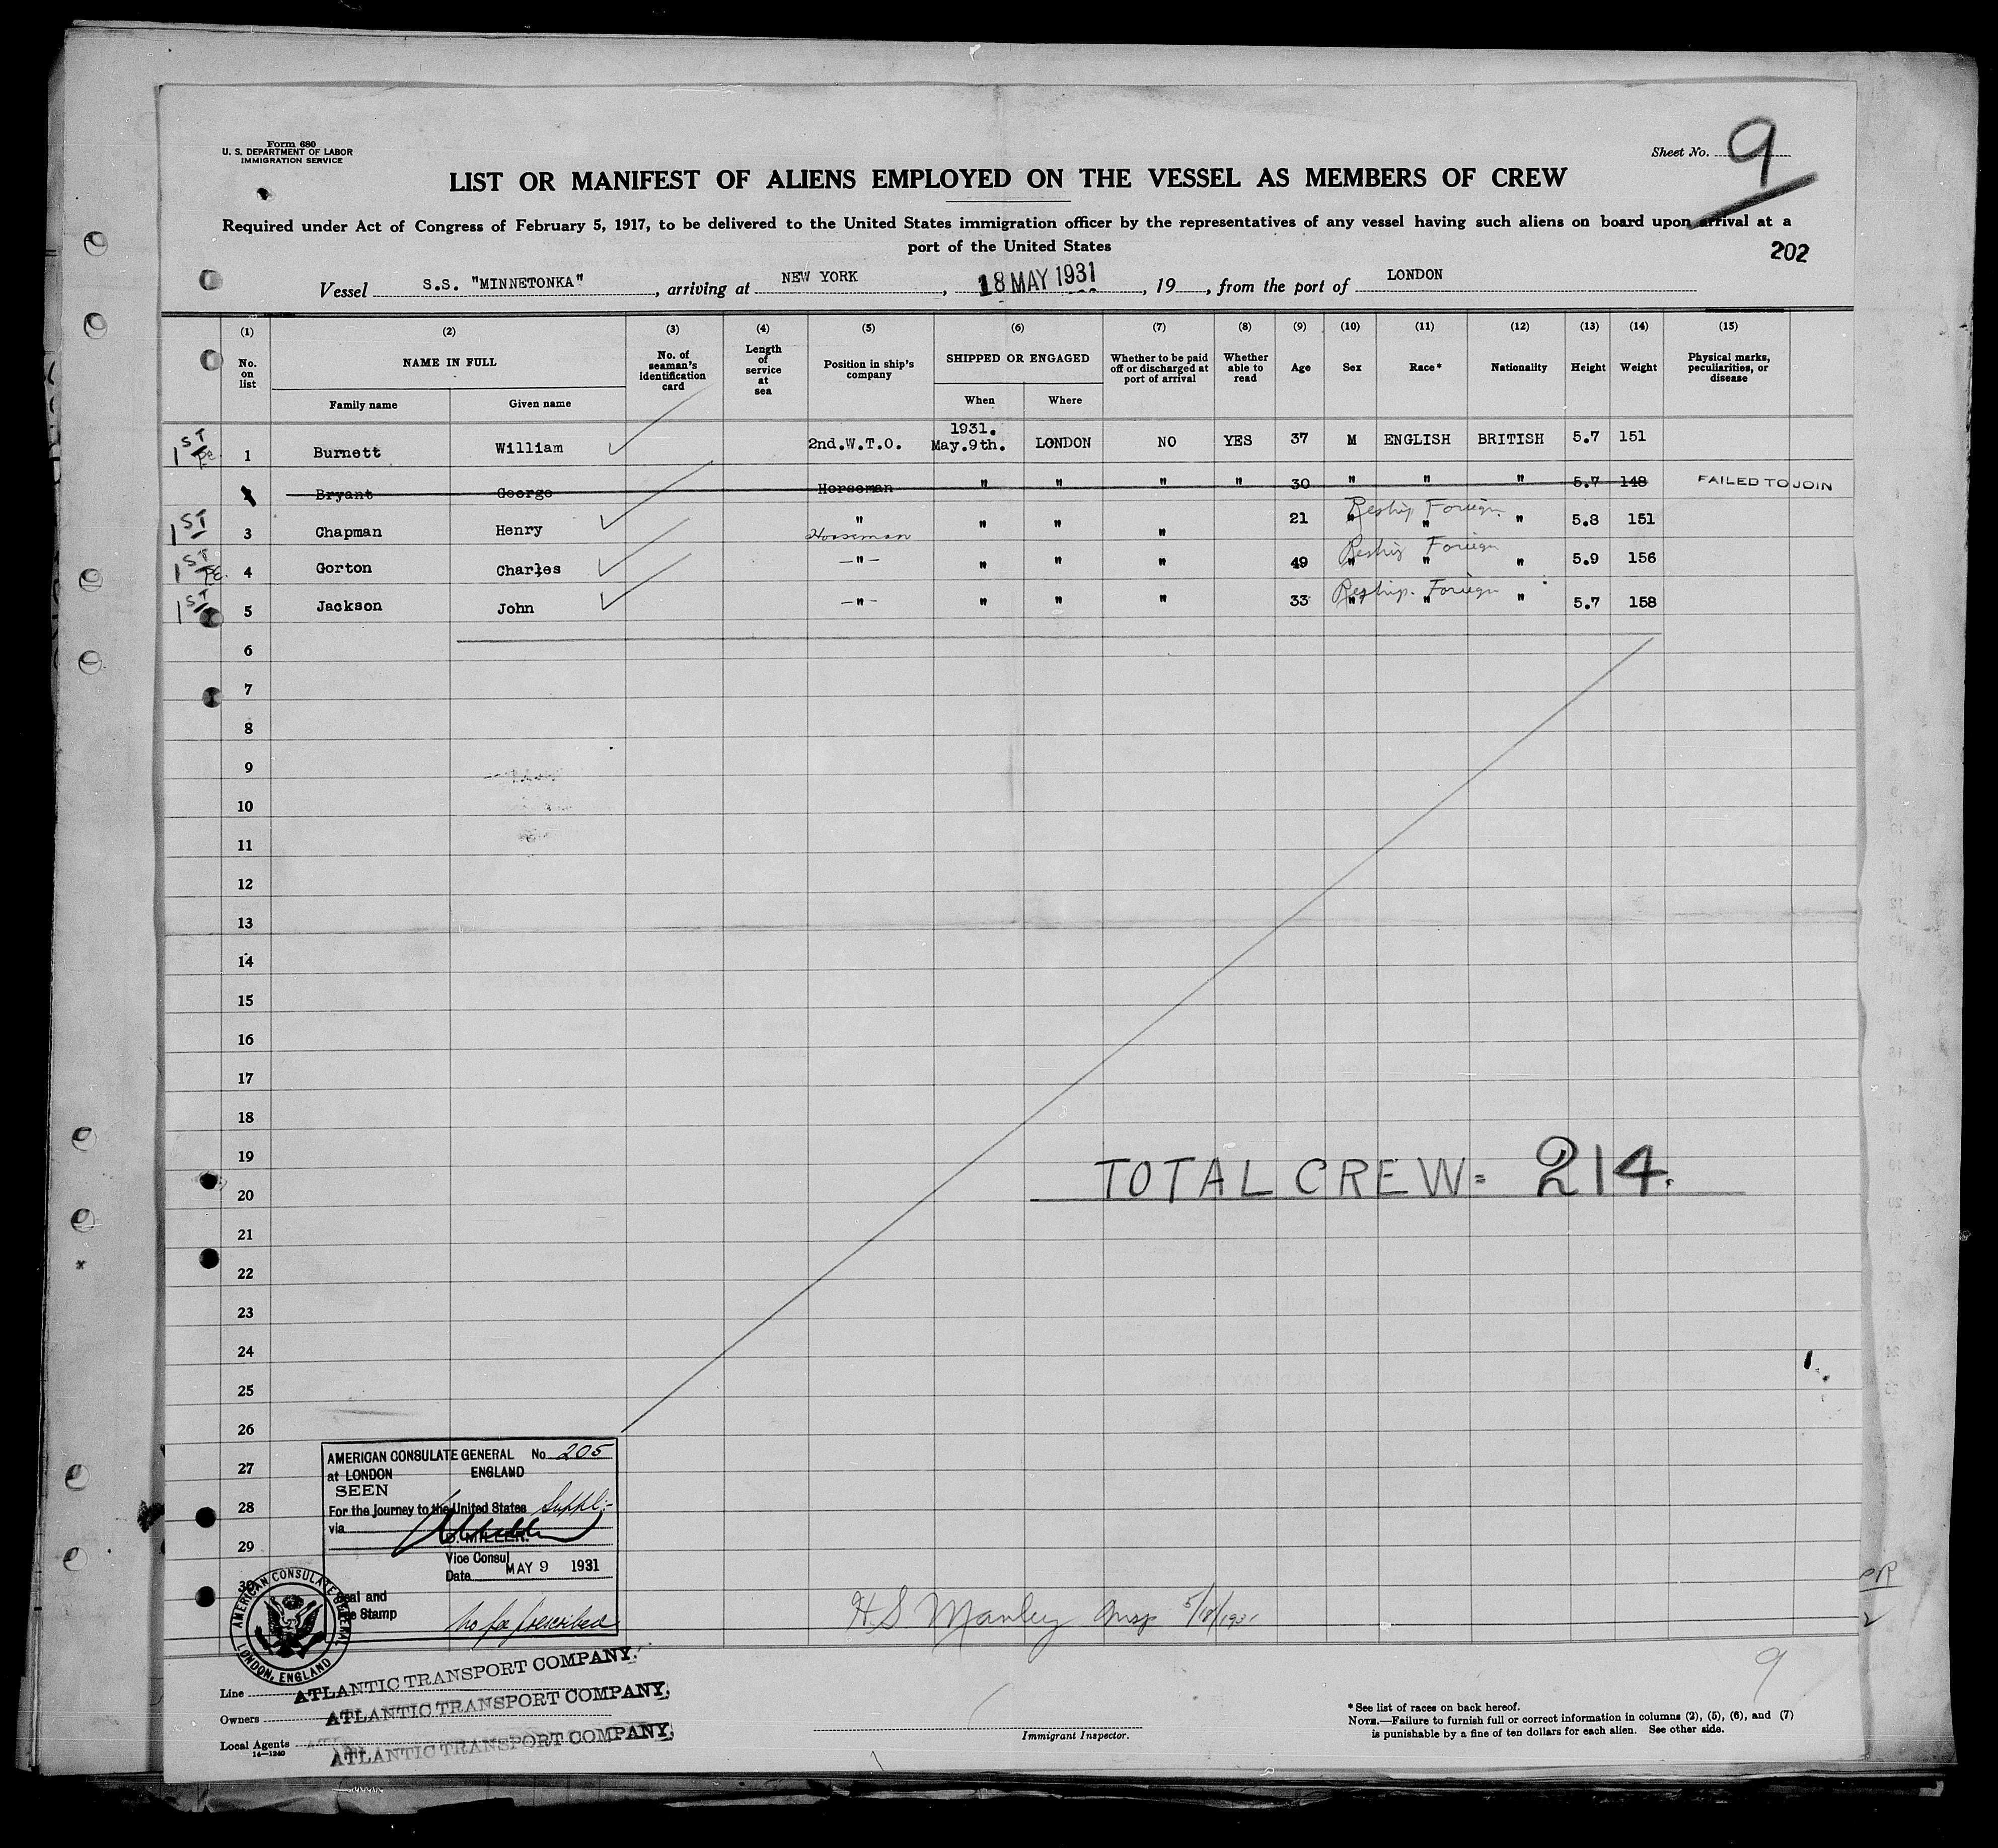 Form 680
U. S. DEPARTMENT OF LABOR
IMMIGRATION SERVICE
Sheet No. 9
LIST OR MANIFEST OF ALIENS EMPLOYED ON THE VESSEL AS MEMBERS OF CREW
Required under Act of Congress of February 5, 1917, to be delivered to the United States immigration officer by the representatives of any vessel having such aliens on board upon arrival at a
port of the United States
202
Vessel S.S. "MINNETONKA", arriving at NEW YORK, 18 MAY 1931, 19, from the port of LONDON
(1) (2) (3) (4) (5) (6) (7) (8) (9) (10) (11) (12) (13) (14) (15)
No. on list NAME IN FULL Family name Given name No. of seaman's identification card Length of service at sea Position in ship's company SHIPPED OR ENGAGED When Where Whether to be paid off or discharged at port of arrival Whether able to read Age Sex Race* Nationality Height Weight Physical marks, peculiarities, or disease
1931.
1ST 1 Burnett William 2nd.W.T.O. May.9th. LONDON NO YES 37 M ENGLISH BRITISH 5.7 151
2 Bryant George Horseman " " " " 30 " " " 5.7 148 FAILED TO JOIN
1ST 3 Chapman Henry " Horseman " " " 21 " " " 5.8 151 Reship Foreign
1ST 4 Gorton Charles —"— " " " 49 " " " 5.9 156 Reship Foreign
1ST 5 Jackson John —"— " " " 33 " " " 5.7 158 Reship. Foreign
6
7
8
9
10
11
12
13
14
15
16
17
18
19
TOTAL CREW = 214.
20
21
22
23
24
25
26
27
28
29
30
AMERICAN CONSULATE GENERAL No 205
at LONDON ENGLAND
SEEN
For the journey to the United States Suppl:-
via
D. MILLER.
Vice Consul
Date MAY 9 1931
Seal and
Fee Stamp
No fee prescribed
AMERICAN CONSULATE GENERAL LONDON, ENGLAND
H.S. Manley Insp 5/18/1931
9
Line ATLANTIC TRANSPORT COMPANY.
Owners ATLANTIC TRANSPORT COMPANY.
Local Agents ATLANTIC TRANSPORT COMPANY.
14—1240
Immigrant Inspector.
*See list of races on back hereof.
NOTE.—Failure to furnish full or correct information in columns (2), (5), (6), and (7)
is punishable by a fine of ten dollars for each alien. See other side.